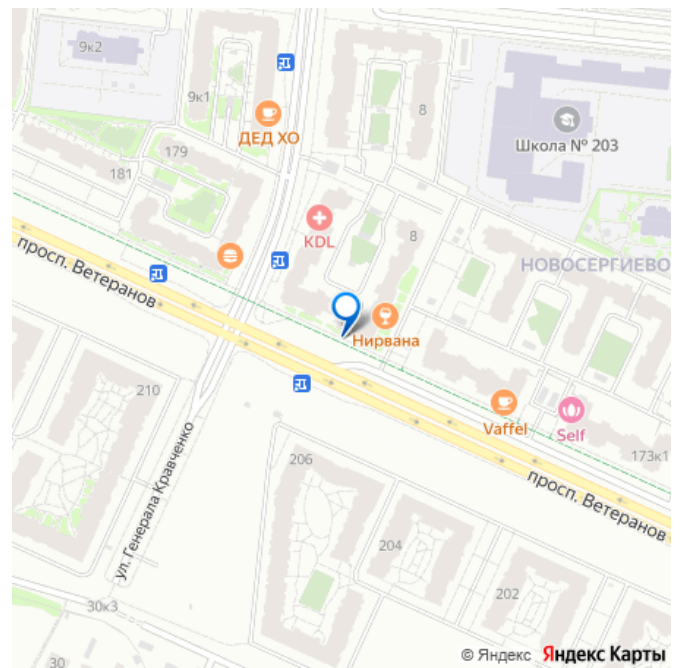 9к2
9к1
ДЕД ХО
8
Школа № 203
179
181
KDL
8
НОВОСЕРГИЕВО
просп. Ветеранов
Нирвана
210
Vaffel
Self
173к1
ул. Генерала Кравченко
206
просп. Ветеранов
204
202
30к3
30
© Яндекс Яндекс Карты